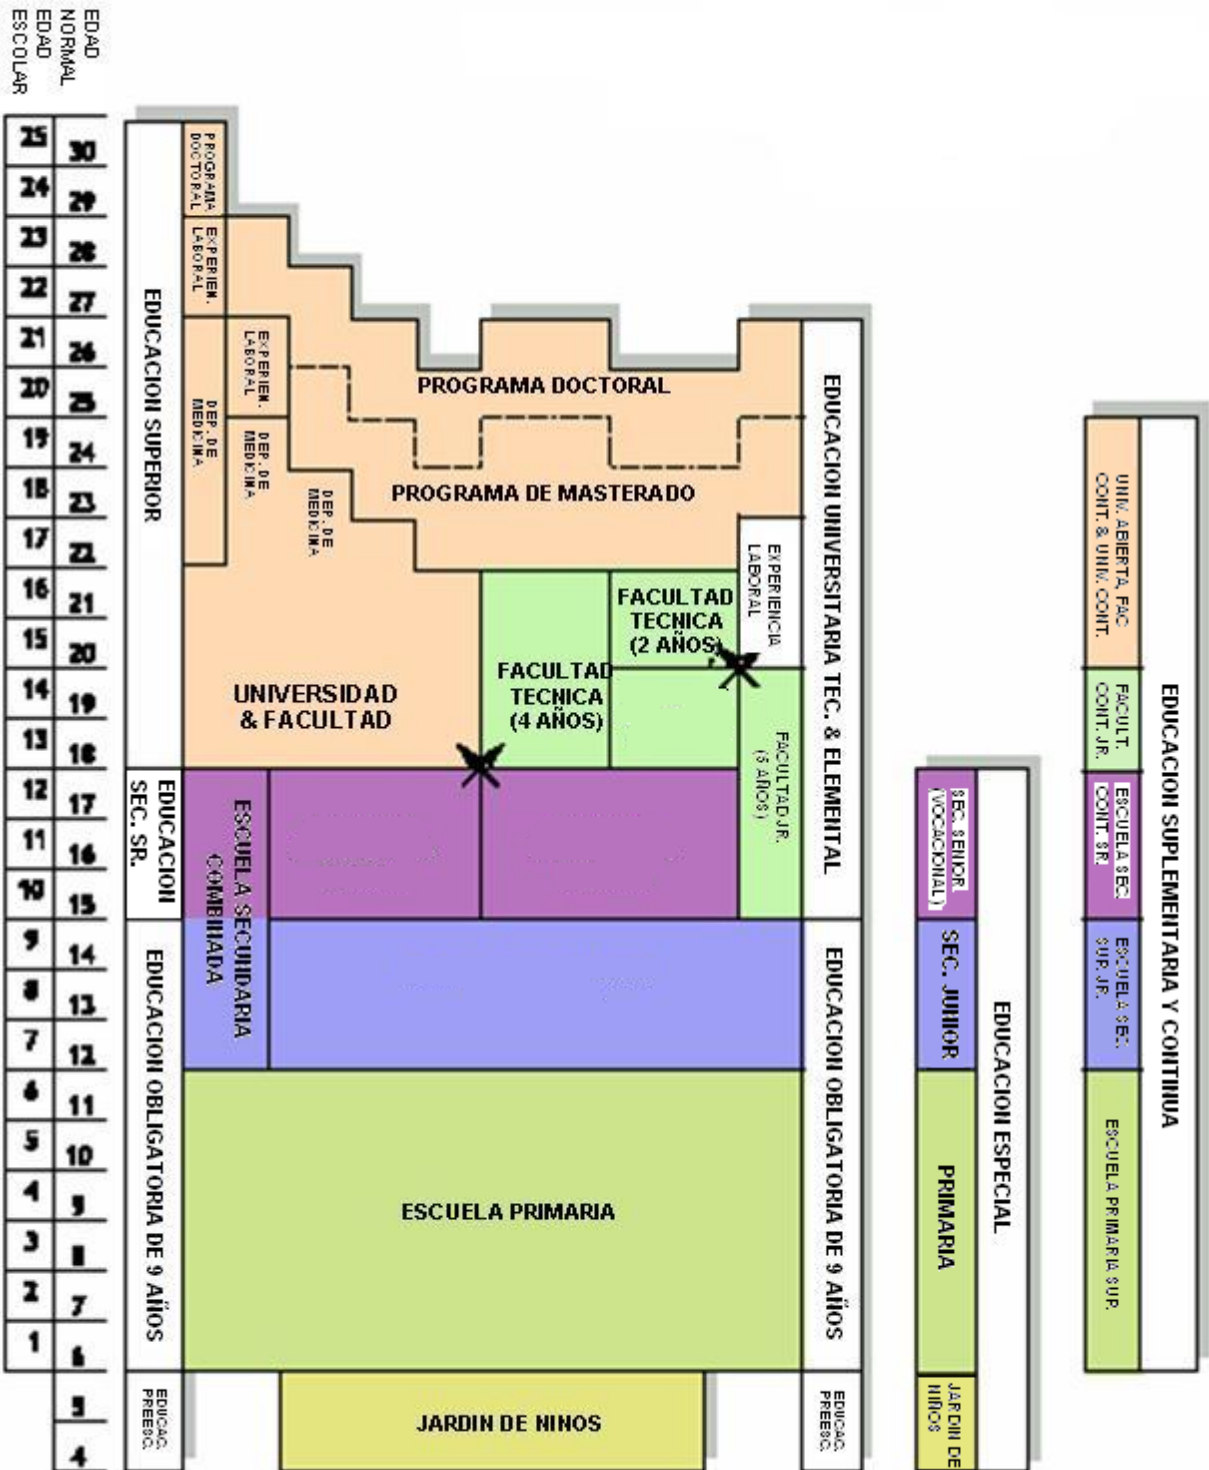 EDAD
NORMAL
EDAD
ESCOLAR
25 30
24 29
23 28
22 27
21 26
20 25
19 24
18 23
17 22
16 21
15 20
14 19
13 18
12 17
11 16
10 15
9 14
8 13
7 12
6 11
5 10
4 9
3 8
2 7
1 6
5
4
EDUCACION SUPERIOR
EDUCACION
SEC. SR.
EDUCACION OBLIGATORIA DE 9 AÑOS
EDUCAC.
PREESC.
PROGRAMA
DOCTORAL
EXPERIEN.
LABORAL
DEP. DE
MEDICINA
EXPERIEN.
LABORAL
DEP. DE
MEDICINA
DEP. DE
MEDICINA
PROGRAMA DOCTORAL
PROGRAMA DE MASTERADO
UNIVERSIDAD
& FACULTAD
FACULTAD
TECNICA
(4 AÑOS)
FACULTAD
TECNICA
(2 AÑOS)
EXPERIENCIA
LABORAL
FACULTAD JR.
(5 AÑOS)
ESCUELA SECUNDARIA
COMBINADA
ESCUELA PRIMARIA
JARDIN DE NINOS
EDUCACION UNIVERSITARIA TEC. & ELEMENTAL
EDUCACION OBLIGATORIA DE 9 AÑOS
EDUCAC.
PREESC.
SEC. SENIOR
(VOCACIONAL)
SEC. JUNIOR
PRIMARIA
JARDIN DE
NIÑOS
EDUCACION ESPECIAL
UNIV. ABIERTA, FAC
CONT. & UNIV. CONT.
FACULT.
CONT. JR.
ESCUELA SEC.
CONT. SR.
ESCUELA SEC.
SUP. JR.
ESCUELA PRIMARIA SUP.
EDUCACION SUPLEMENTARIA Y CONTINUA